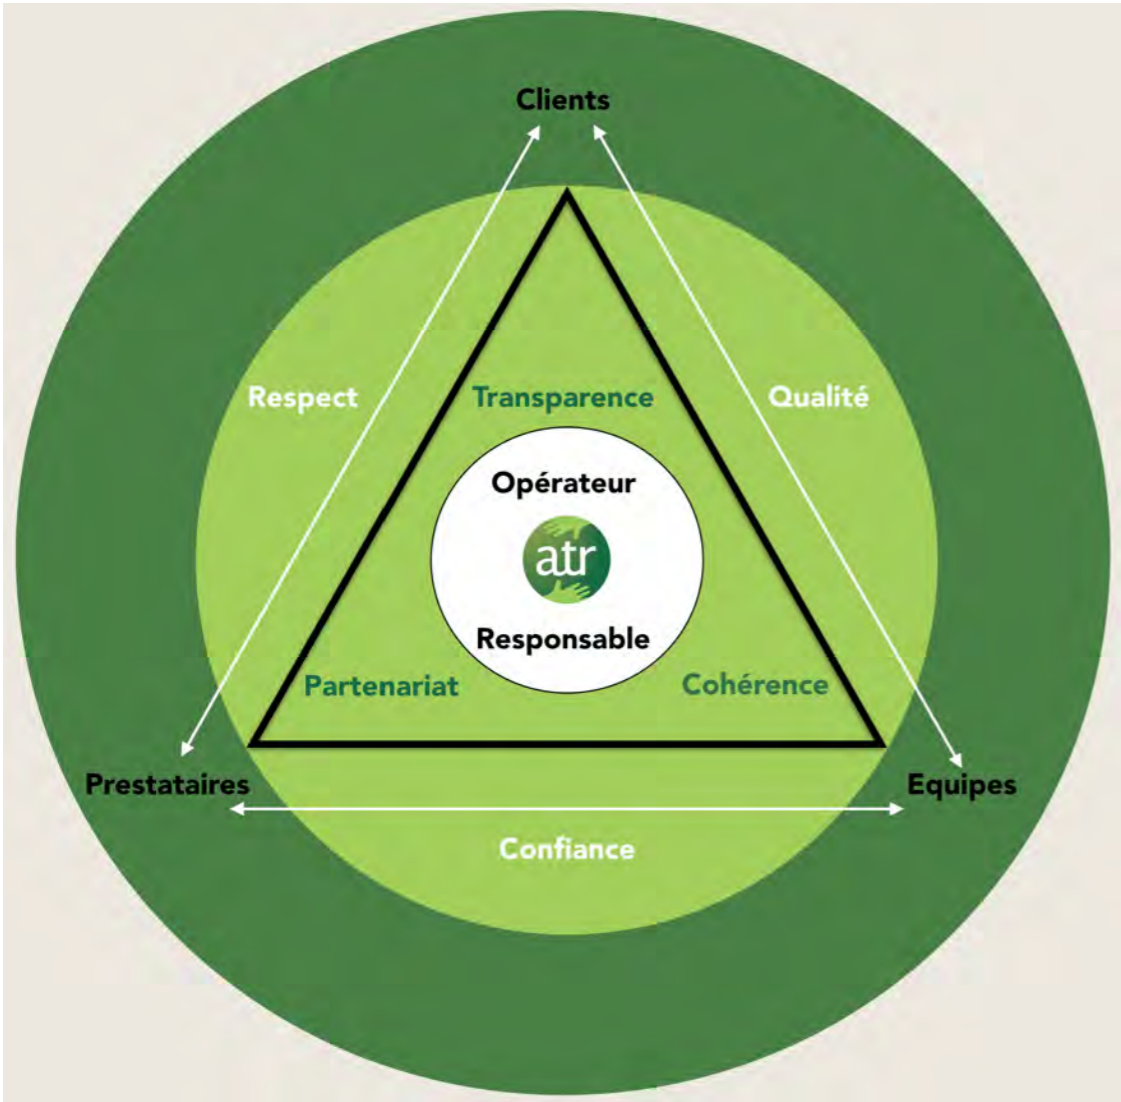 Clients
Respect
Transparence
Qualité
Opérateur
atr
Responsable
Partenariat
Cohérence
Prestataires
Equipes
Confiance